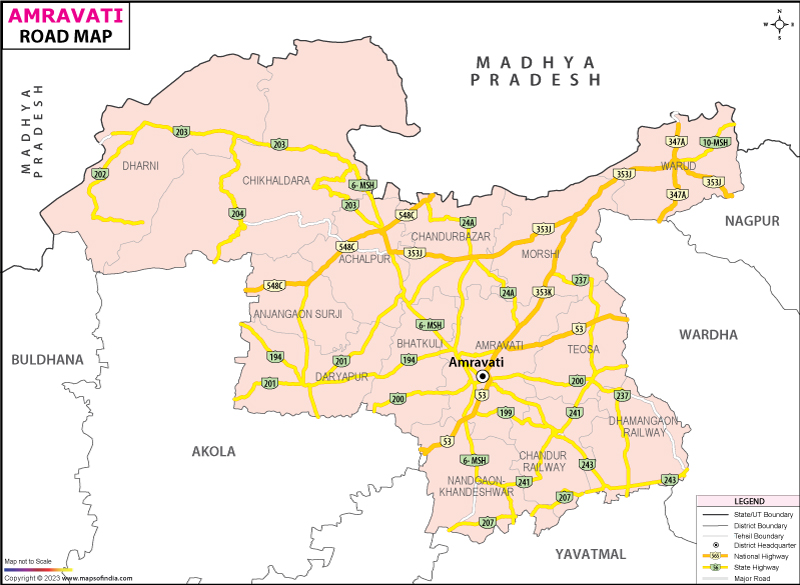 AMRAVATI
ROAD MAP
N
W
E
S
MADHYA
PRADESH
MADHYA
PRADESH
203
203
202
DHARNI
CHIKHALDARA
6- MSH
203
204
347A
10-MSH
WARUD
353J
353J
347A
NAGPUR
548C
24A
CHANDURBAZAR
353J
548C
353J
ACHALPUR
MORSHI
548C
24A
353K
237
ANJANGAON SURJI
6- MSH
53
BHATKULI
AMRAVATI
TEOSA
WARDHA
194
201
194
Amravati
BULDHANA
DARYAPUR
201
200
53
200
237
199
241
DHAMANGAON
RAILWAY
53
AKOLA
6- MSH
CHANDUR
RAILWAY
243
NANDGAON-
KHANDESHWAR
241
243
207
207
YAVATMAL
LEGEND
State/UT Boundary
District Boundary
Tehsil Boundary
District Headquarter
365 National Highway
56 State Highway
Major Road
Map not to Scale
Copyright © 2023 www.mapsofindia.com